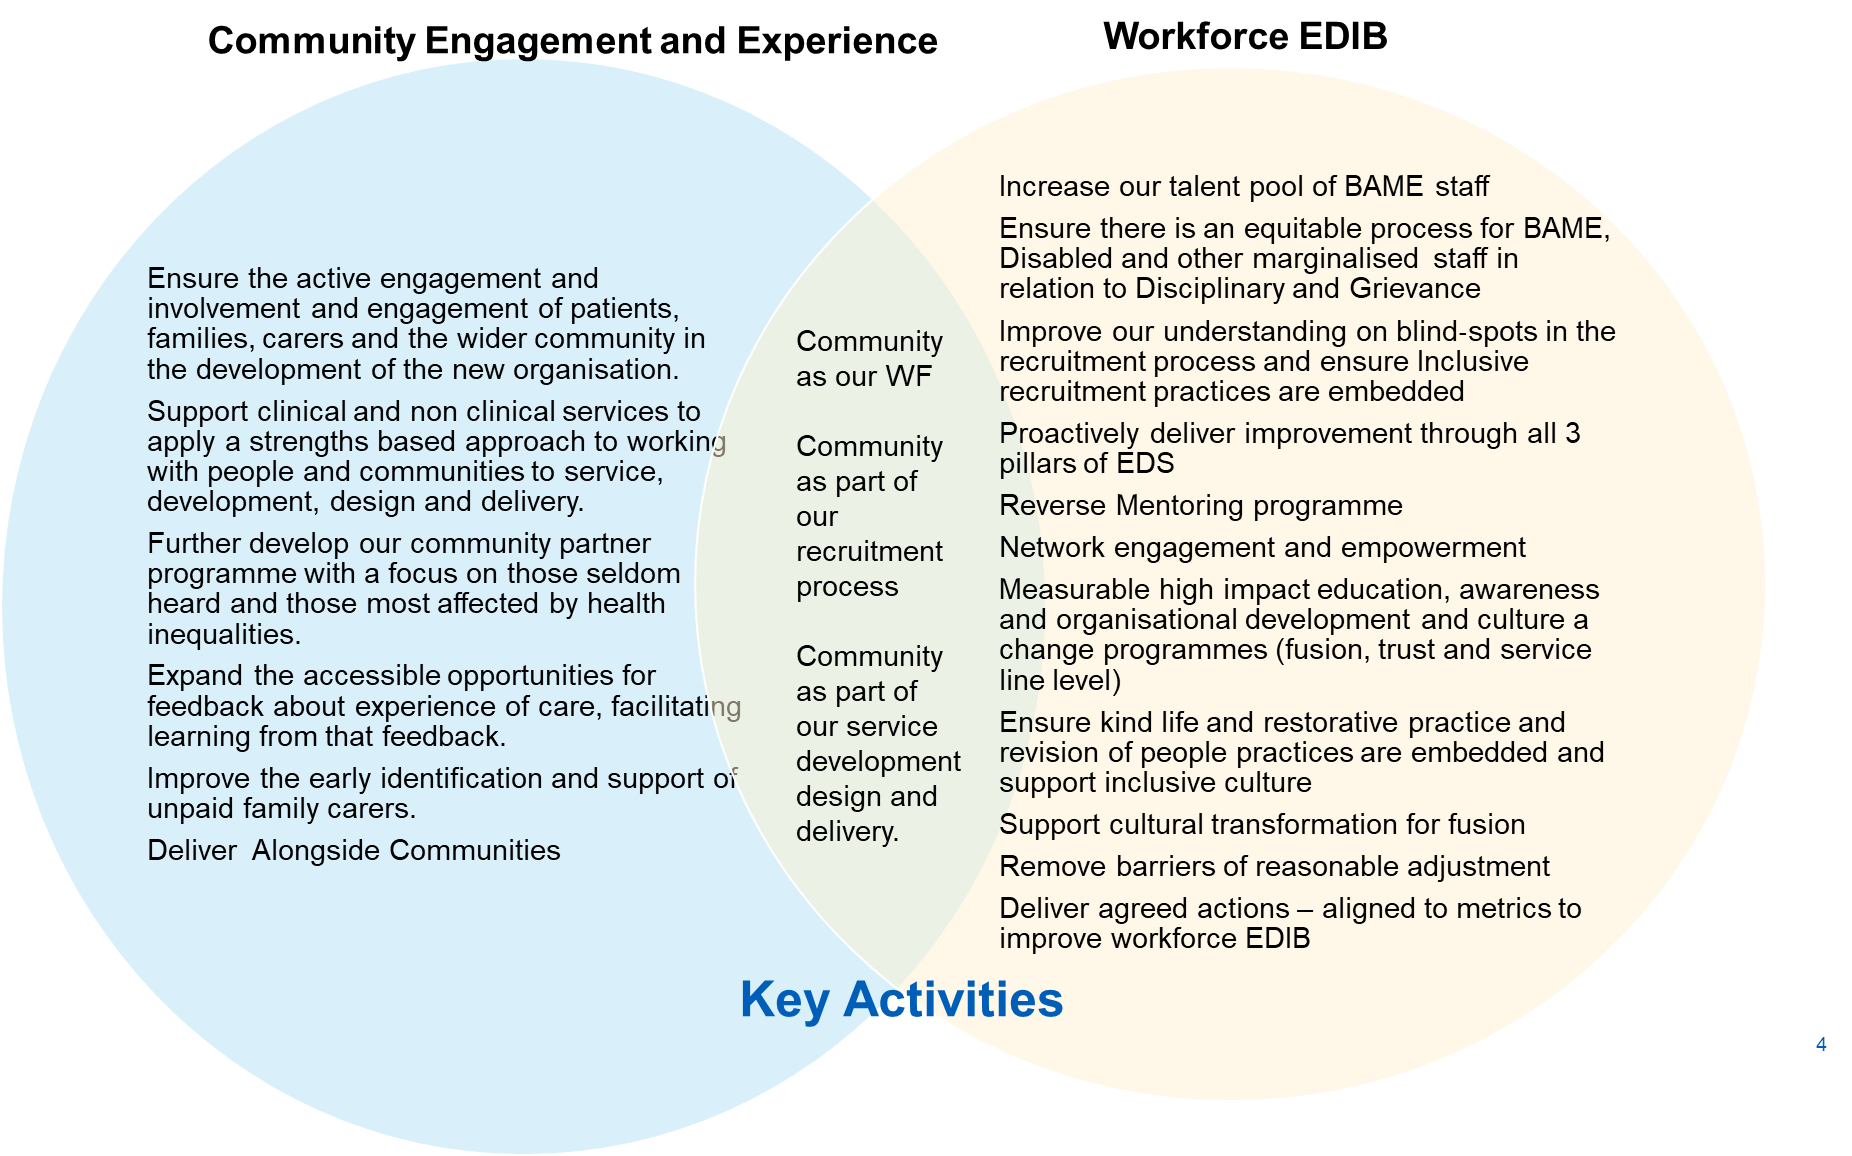 Community Engagement and Experience
Workforce EDIB
Ensure the active engagement and
involvement and engagement of patients,
families, carers and the wider community in
the development of the new organisation.
Support clinical and non clinical services to
apply a strengths based approach to working
with people and communities to service,
development, design and delivery.
Further develop our community partner
programme with a focus on those seldom
heard and those most affected by health
inequalities.
Expand the accessible opportunities for
feedback about experience of care, facilitating
learning from that feedback.
Improve the early identification and support of
unpaid family carers.
Deliver Alongside Communities
Community
as our WF
Community
as part of
our
recruitment
process
Community
as part of
our service
development
design and
delivery.
Increase our talent pool of BAME staff
Ensure there is an equitable process for BAME,
Disabled and other marginalised staff in
relation to Disciplinary and Grievance
Improve our understanding on blind-spots in the
recruitment process and ensure Inclusive
recruitment practices are embedded
Proactively deliver improvement through all 3
pillars of EDS
Reverse Mentoring programme
Network engagement and empowerment
Measurable high impact education, awareness
and organisational development and culture a
change programmes (fusion, trust and service
line level)
Ensure kind life and restorative practice and
revision of people practices are embedded and
support inclusive culture
Support cultural transformation for fusion
Remove barriers of reasonable adjustment
Deliver agreed actions – aligned to metrics to
improve workforce EDIB
Key Activities
4